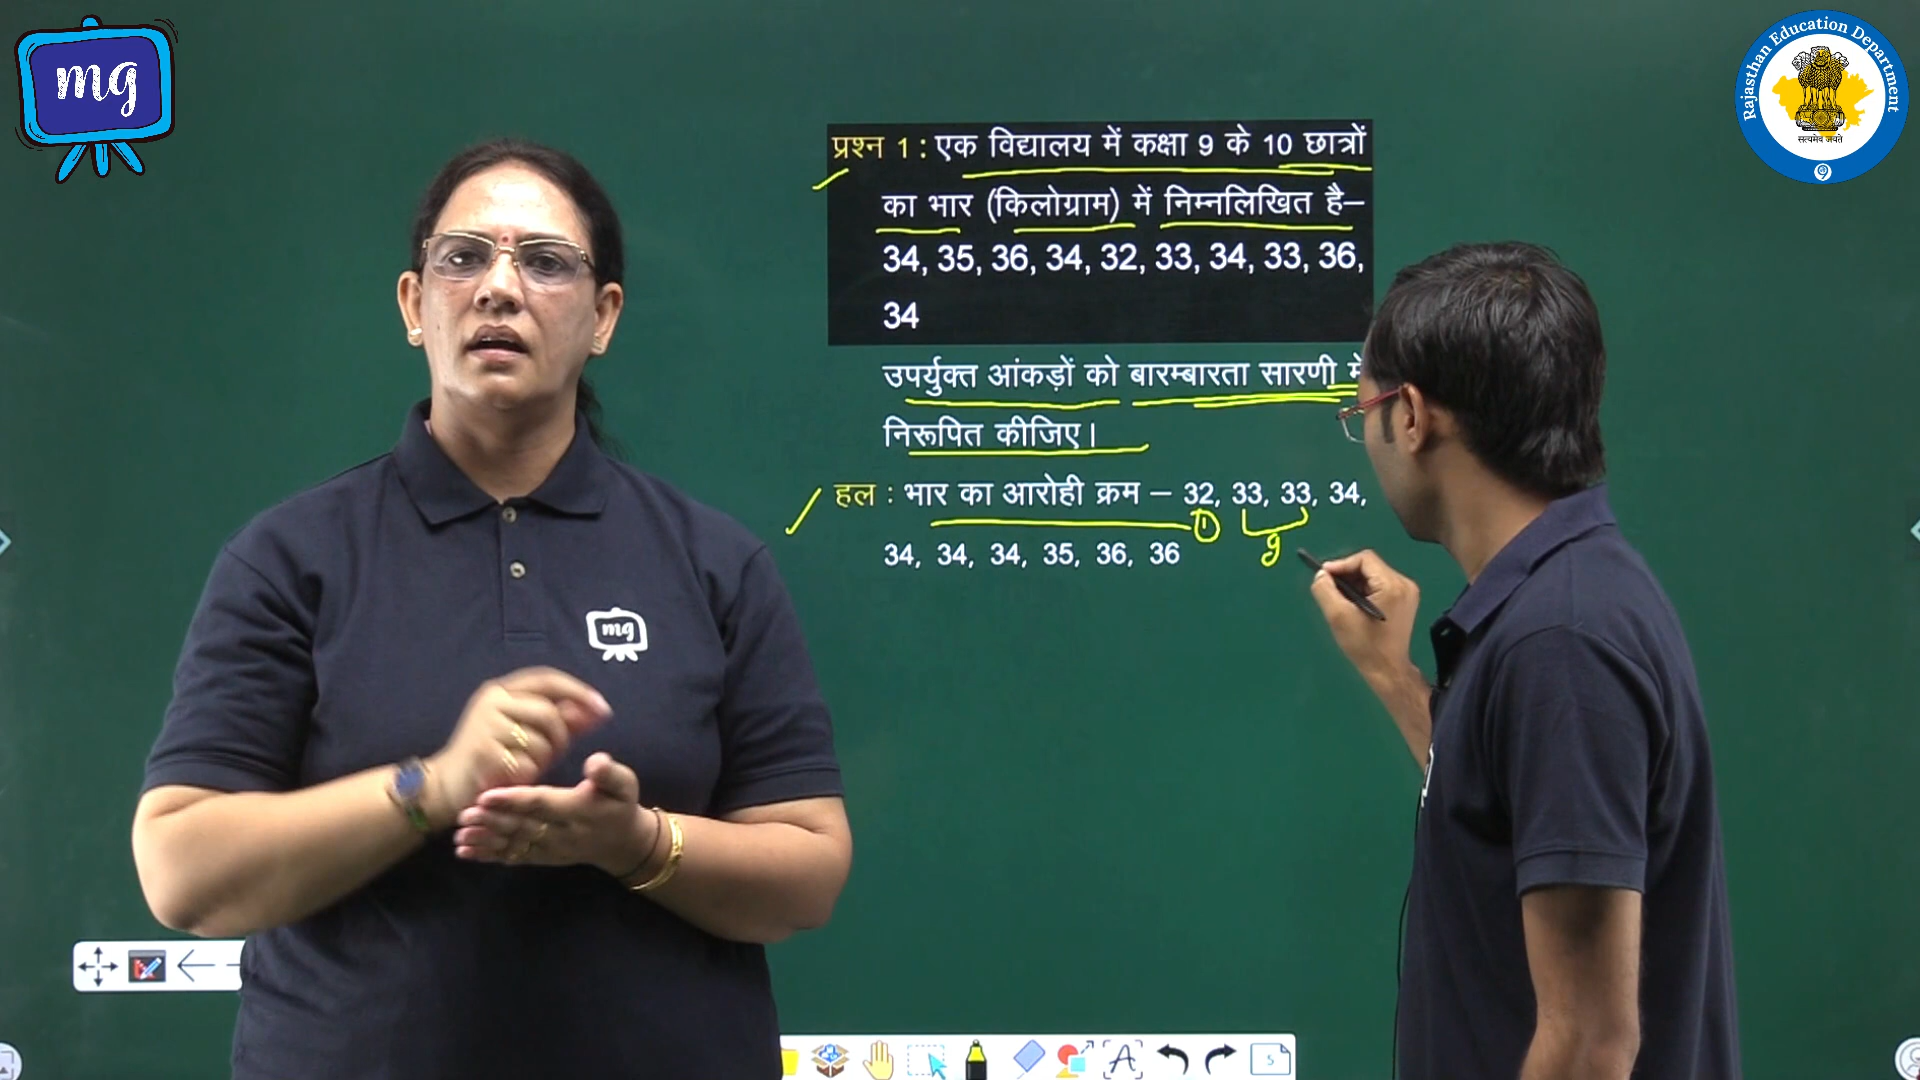 mg
Rajasthan Education Department
सत्यमेव जयते
प्रश्न 1 : एक विद्यालय में कक्षा 9 के 10 छात्रों
का भार (किलोग्राम) में निम्नलिखित है–
34, 35, 36, 34, 32, 33, 34, 33, 36,
34
उपर्युक्त आंकड़ों को बारम्बारता सारणी में
निरूपित कीजिए।
हल : भार का आरोही क्रम – 32, 33, 33, 34,
1
34, 34, 34, 35, 36, 36
mg
A
5